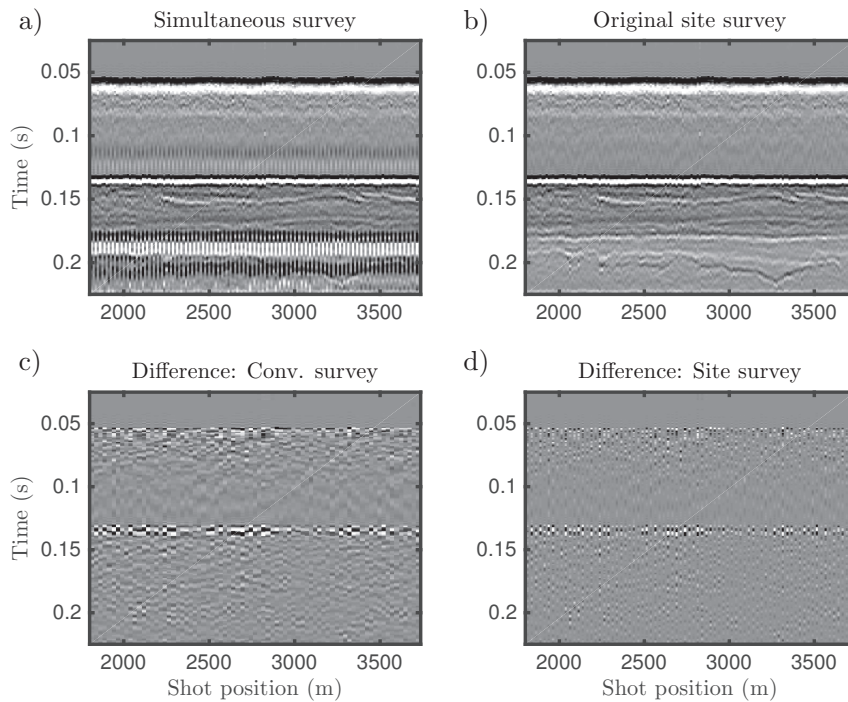 a) Simultaneous survey
b) Original site survey
0.05
0.1
0.15
0.2
Time (s)
2000 2500 3000 3500
0.05
0.1
0.15
0.2
2000 2500 3000 3500
c) Difference: Conv. survey
d) Difference: Site survey
0.05
0.1
0.15
0.2
Time (s)
2000 2500 3000 3500
Shot position (m)
0.05
0.1
0.15
0.2
2000 2500 3000 3500
Shot position (m)